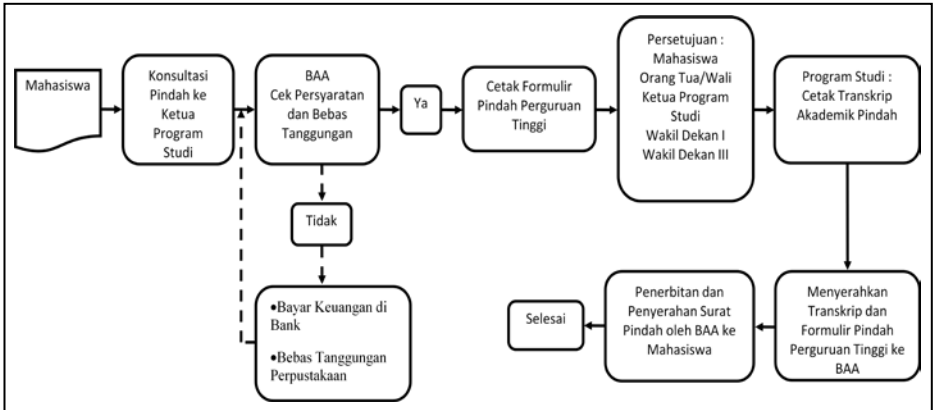 Mahasiswa
Konsultasi
Pindah ke
Ketua
Program
Studi
BAA
Cek Persyaratan
dan Bebas
Tanggungan
Ya
Cetak Formulir
Pindah Perguruan
Tinggi
Persetujuan :
Mahasiswa
Orang Tua/Wali
Ketua Program
Studi
Wakil Dekan I
Wakil Dekan III
Program Studi :
Cetak Transkrip
Akademik Pindah
Tidak
•Bayar Keuangan di
Bank
•Bebas Tanggungan
Perpustakaan
Menyerahkan
Transkrip dan
Formulir Pindah
Perguruan Tinggi ke
BAA
Penerbitan dan
Penyerahan Surat
Pindah oleh BAA ke
Mahasiswa
Selesai